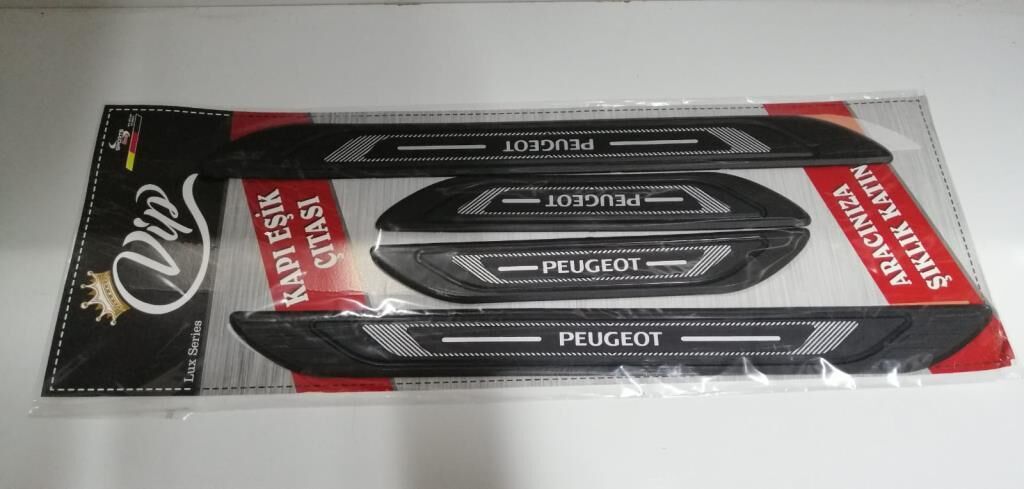 Vip
Lux Series
KAPI EŞİK
ÇITASI
PEUGEOT
PEUGEOT
PEUGEOT
PEUGEOT
ARACINIZA
ŞIKLIK KATIN